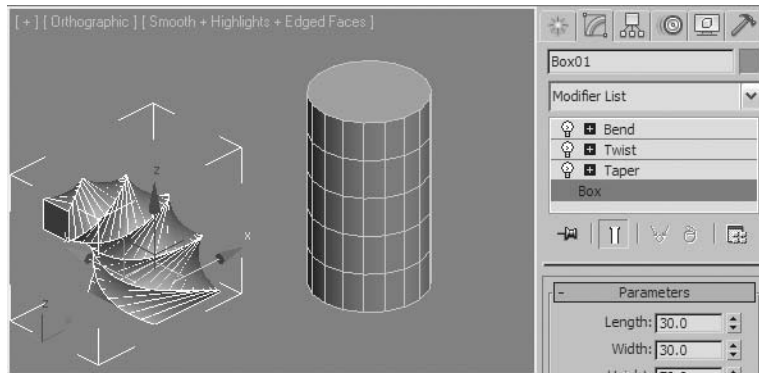 [ + ] [ Orthographic ] [ Smooth + Highlights + Edged Faces ]
z
x
z
Box01
Modifier List
Bend
Twist
Taper
Box
- Parameters
Length: 30.0
Width: 30.0